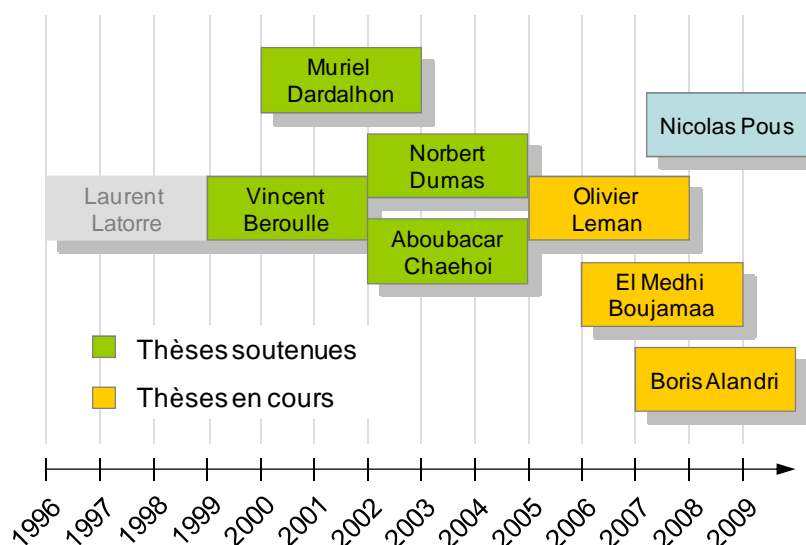 Muriel
Dardalhon
Nicolas Pous
Norbert
Dumas
Laurent
Latorre
Vincent
Beroulle
Olivier
Leman
Aboubacar
Chaehoi
El Medhi
Boujamaa
Thèses soutenues
Boris Alandri
Thèses en cours
1996
1997
1998
1999
2000
2001
2002
2003
2004
2005
2006
2007
2008
2009